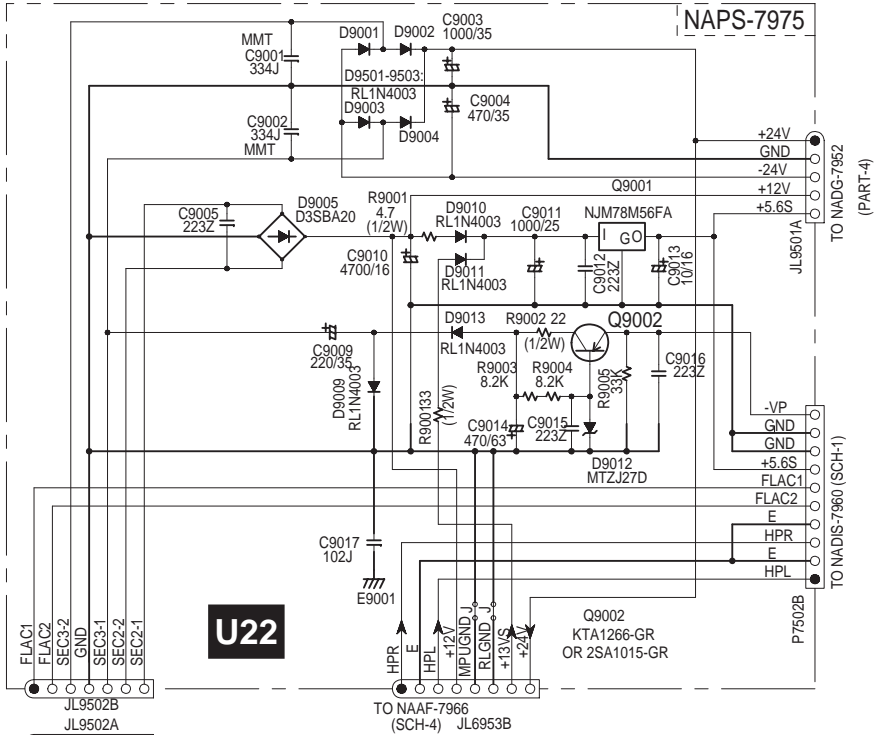 NAPS-7975
D9001
D9002
C9003
1000/35
MMT
C9001
334J
D9501-9503:
RL1N4003
D9003
D9004
C9004
470/35
C9002
334J
MMT
+24V
GND
-24V
+12V
+5.6S
JL9501A
TO NADG-7952
(PART-4)
C9005
223Z
D9005
D3SBA20
R9001
4.7
(1/2W)
D9010
RL1N4003
C9011
1000/25
Q9001
NJM78M56FA
I
G
O
C9010
4700/16
D9011
RL1N4003
C9012
223Z
C9013
10/16
C9009
220/35
D9013
RL1N4003
R9002 22
(1/2W)
Q9002
D9009
RL1N4003
R900133
(1/2W)
R9003
8.2K
R9004
8.2K
R9005
33K
C9016
223Z
C9014
470/63
C9015
223Z
D9012
MTZJ27D
-VP
GND
GND
+5.6S
FLAC1
FLAC2
E
HPR
E
HPL
P7502B
TO NADIS-7960 (SCH-1)
C9017
102J
E9001
U22
Q9002
KTA1266-GR
OR 2SA1015-GR
FLAC1
FLAC2
SEC3-2
GND
SEC3-1
SEC2-2
SEC2-1
HPR
E
HPL
+12V
MPUGND J
RLGND J
+13VS
+24V
JL9502B
JL9502A
TO NAAF-7966
(SCH-4)
JL6953B